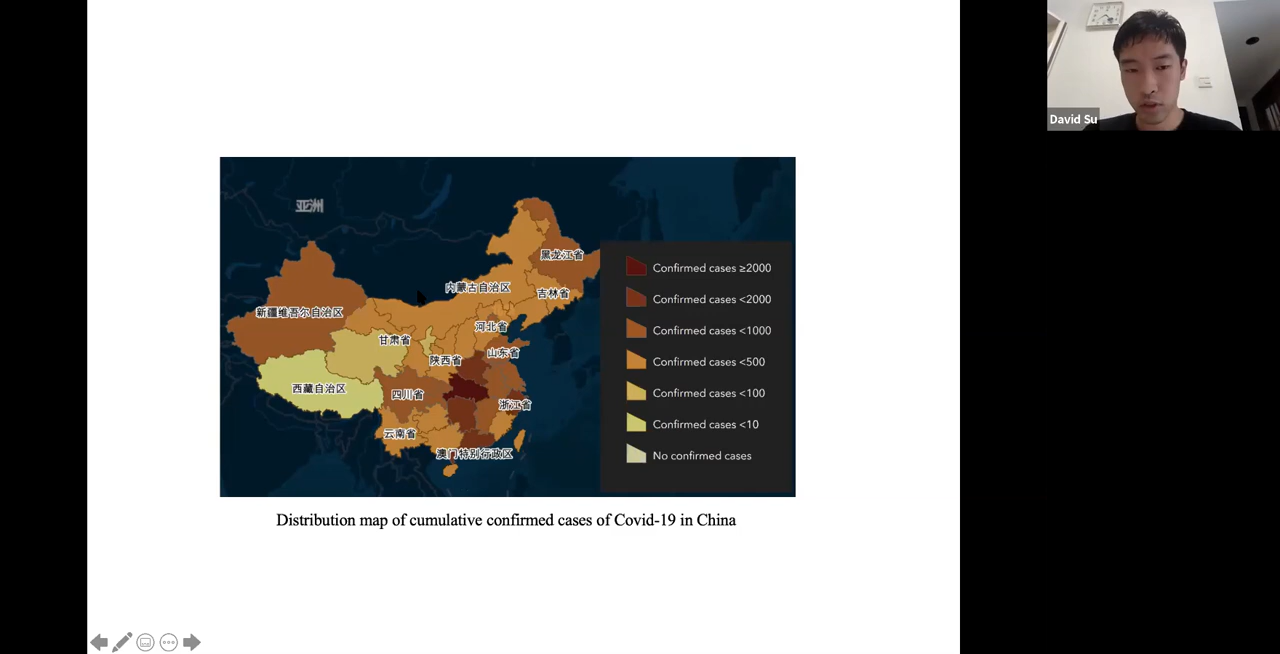 David Su
亚洲
黑龙江省
内蒙古自治区
吉林省
新疆维吾尔自治区
河北省
甘肃省
山东省
陕西省
西藏自治区
四川省
浙江省
云南省
澳门特别行政区
Confirmed cases ≥2000
Confirmed cases <2000
Confirmed cases <1000
Confirmed cases <500
Confirmed cases <100
Confirmed cases <10
No confirmed cases
Distribution map of cumulative confirmed cases of Covid-19 in China